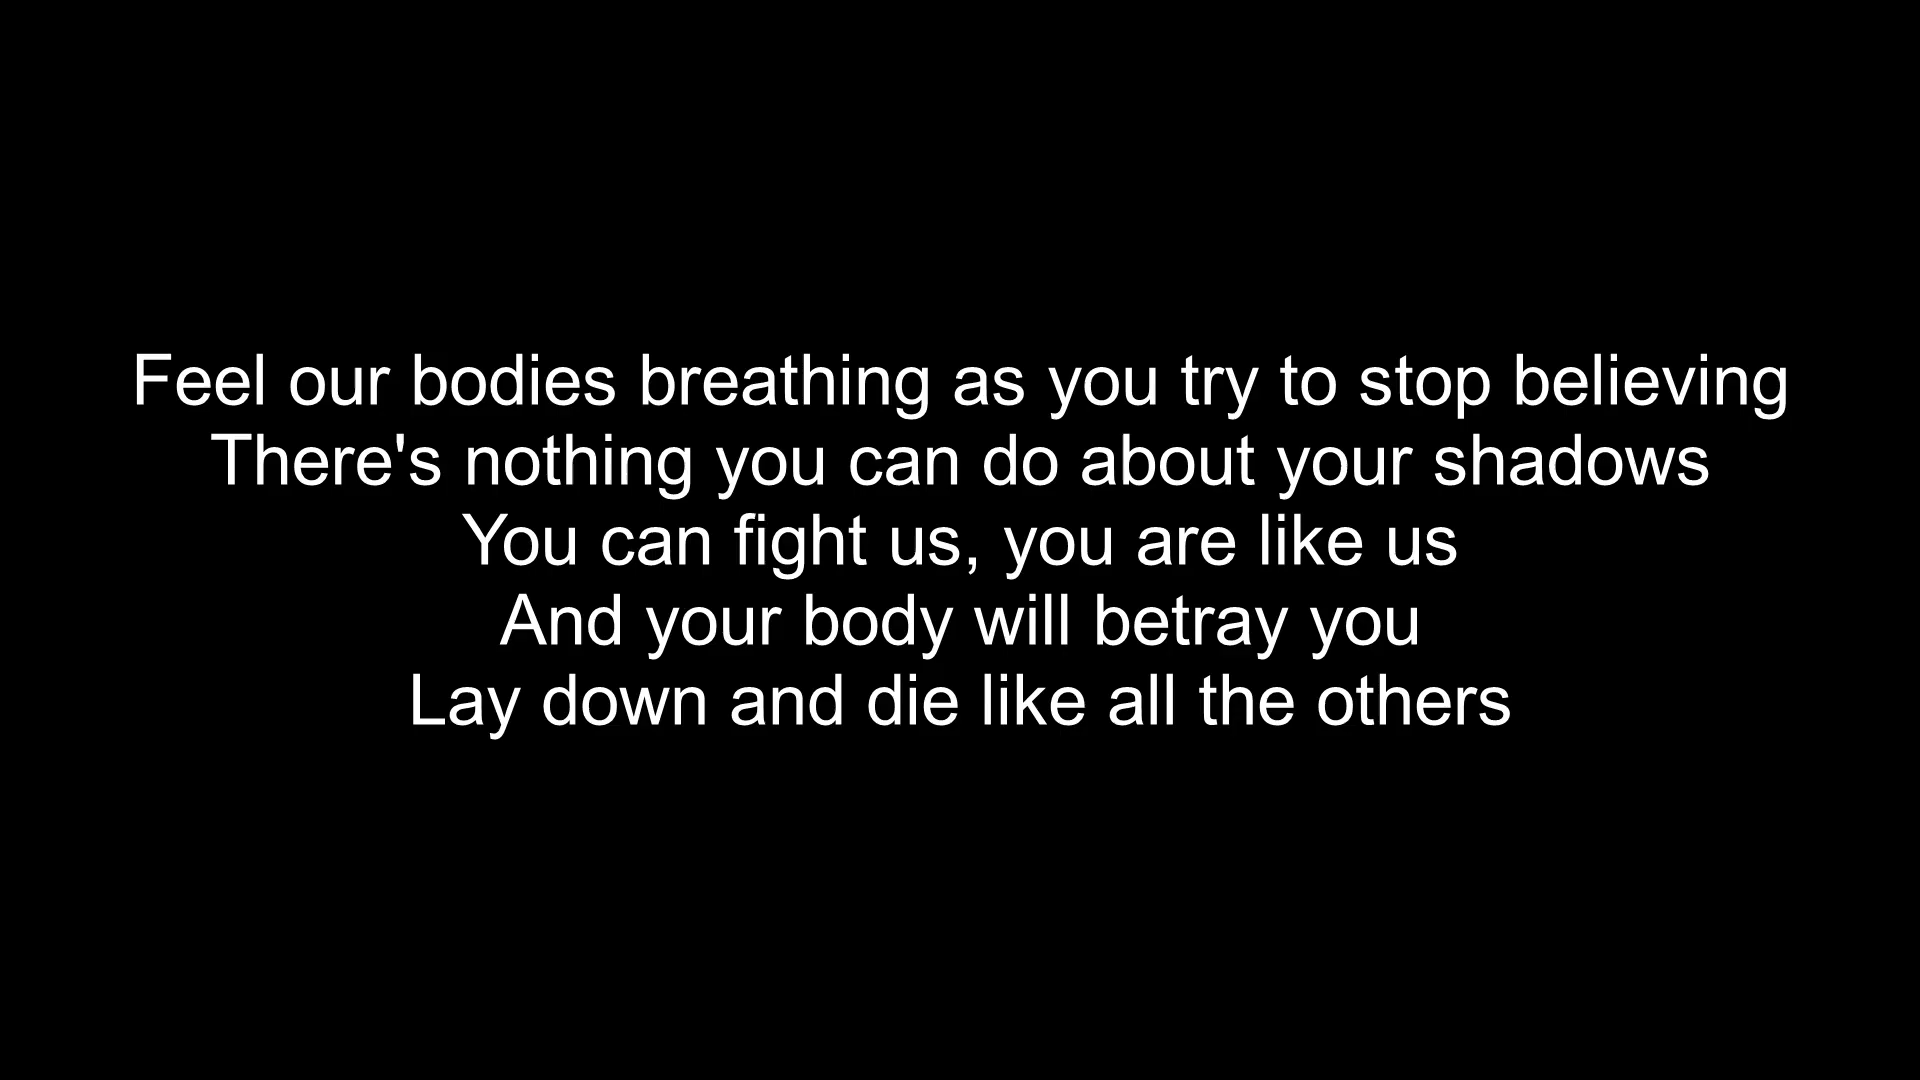 Feel our bodies breathing as you try to stop believing
There's nothing you can do about your shadows
You can fight us, you are like us
And your body will betray you
Lay down and die like all the others